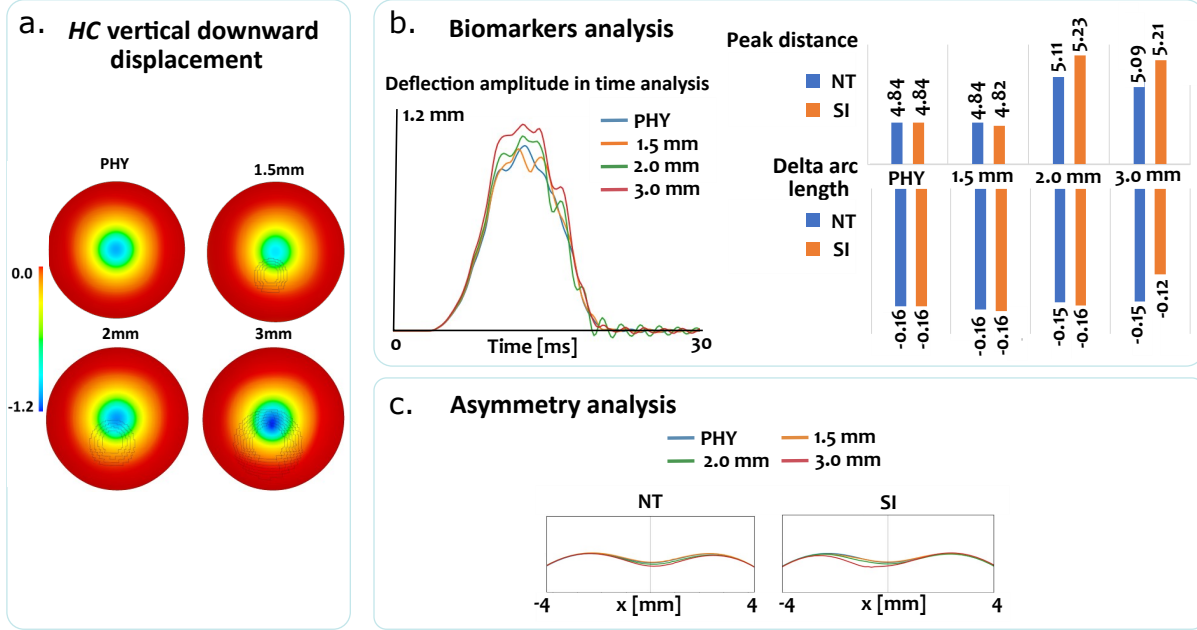 a.
HC vertical downward
displacement
PHY
1.5mm
0.0
-1.2
2mm
3mm
b.
Biomarkers analysis
Deflection amplitude in time analysis
1.2 mm
PHY
1.5 mm
2.0 mm
3.0 mm
0
Time [ms]
30
Peak distance
NT
SI
4.84
4.84
4.84
4.82
5.11
5.23
5.09
5.21
Delta arc
length
NT
SI
PHY
1.5 mm
2.0 mm
3.0 mm
-0.16
-0.16
-0.16
-0.16
-0.15
-0.16
-0.15
-0.12
c.
Asymmetry analysis
PHY
1.5 mm
2.0 mm
3.0 mm
NT
SI
-4
x [mm]
4
-4
x [mm]
4